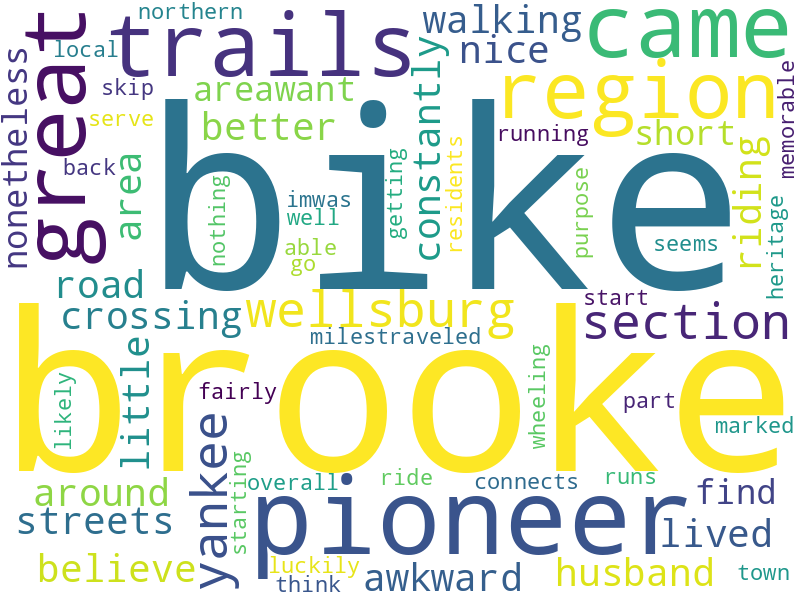 northern
trails
walking
came
great
local
nice
nonetheless
skip
areawant
region
memorable
serve
better
constantly
running
short
back
area
bike
getting
residents
riding
nothing
imwas
well
purpose
able
seems
go
heritage
road
wellsburg
start
crossing
section
little
milestraveled
brooke
fairly
wheeling
part
likely
marked
yankee
starting
overall
ride
connects
runs
around
pioneer
find
streets
lived
believe
luckily
think
awkward
husband
town